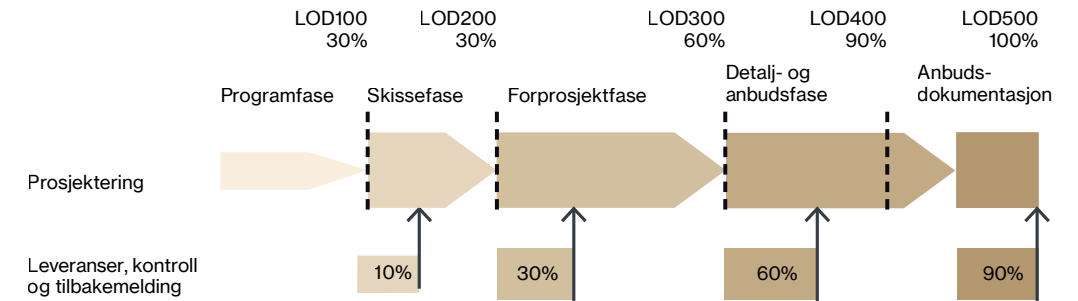 LOD100
30%
LOD200
30%
LOD300
60%
LOD400
90%
LOD500
100%
Programfase
Skissefase
Forprosjektfase
Detalj- og
anbudsfase
Anbuds-
dokumentasjon
Prosjektering
Leveranser, kontroll
og tilbakemelding
10%
30%
60%
90%